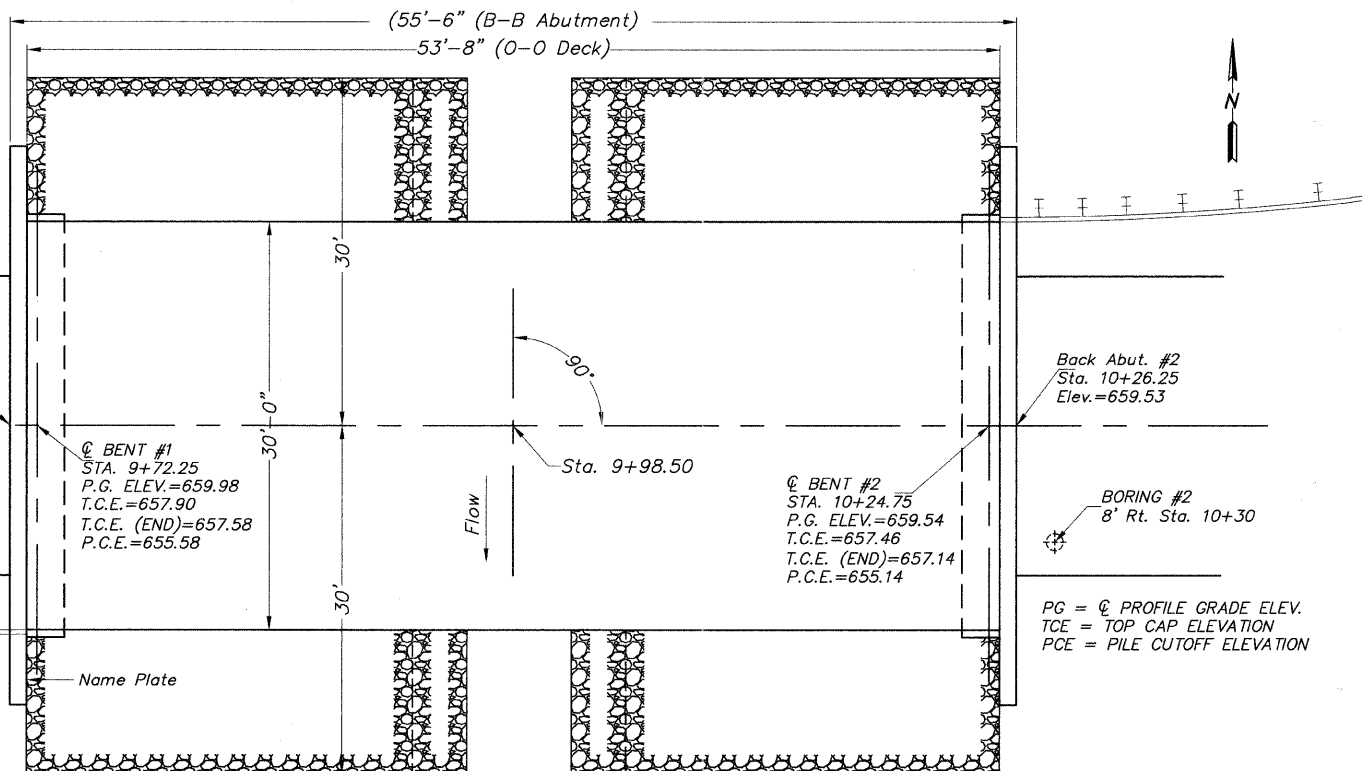 (55'-6" (B-B Abutment)
53'-8" (O-O Deck)
N
30'
30'-0"
90°
Back Abut. #2
Sta. 10+26.25
Elev.=659.53
℄ BENT #1
STA. 9+72.25
P.G. ELEV.=659.98
T.C.E.=657.90
T.C.E. (END)=657.58
P.C.E.=655.58
Sta. 9+98.50
Flow
℄ BENT #2
STA. 10+24.75
P.G. ELEV.=659.54
T.C.E.=657.46
T.C.E. (END)=657.14
P.C.E.=655.14
BORING #2
8' Rt. Sta. 10+30
30'
PG = ℄ PROFILE GRADE ELEV.
TCE = TOP CAP ELEVATION
PCE = PILE CUTOFF ELEVATION
Name Plate